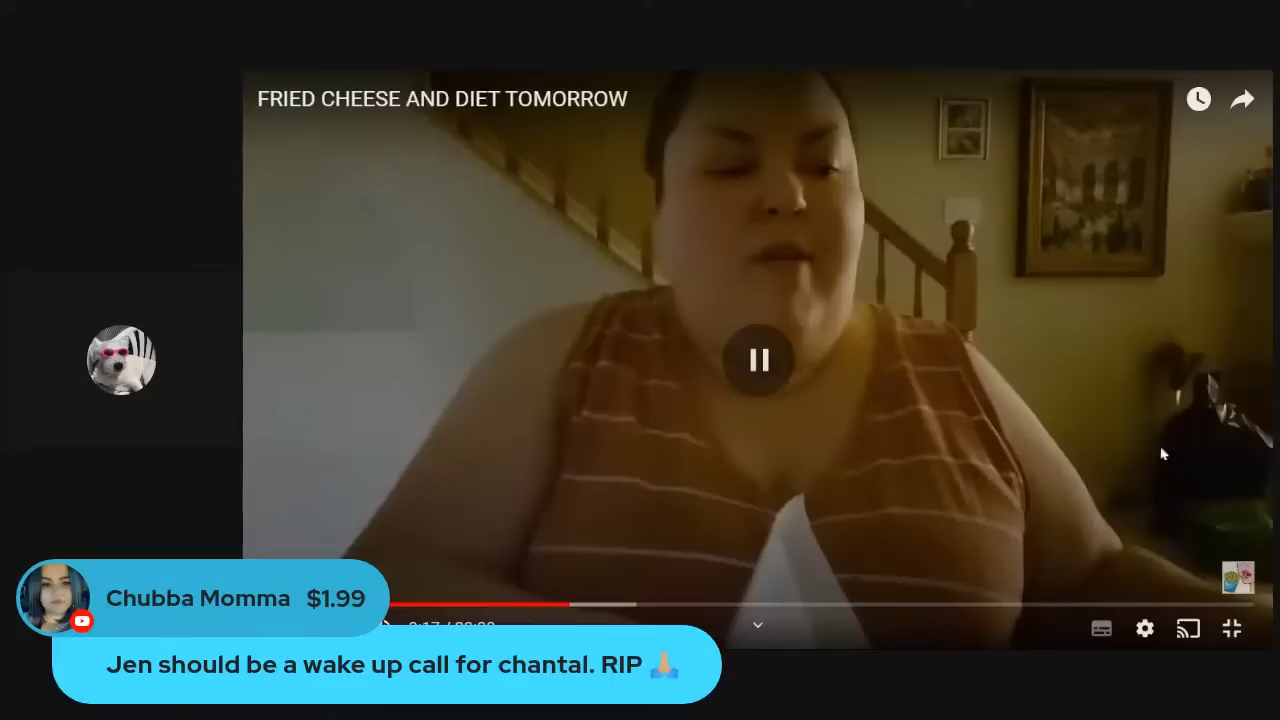 FRIED CHEESE AND DIET TOMORROW
Chubba Momma $1.99
Jen should be a wake up call for chantal. RIP 🙏